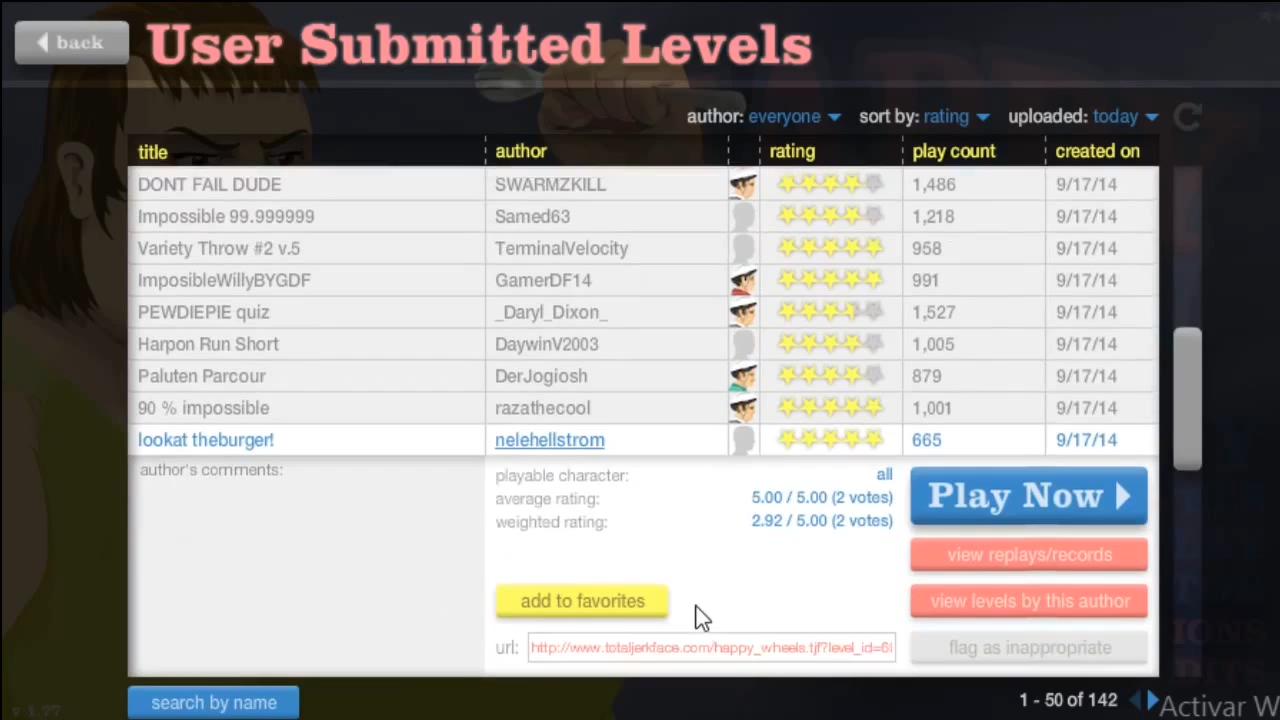 back
User Submitted Levels
author: everyone sort by: rating uploaded: today
title author rating play count created on
DONT FAIL DUDE SWARMZKILL 1,486 9/17/14
Impossible 99.999999 Samed63 1,218 9/17/14
Variety Throw #2 v.5 TerminalVelocity 958 9/17/14
ImposibleWillyBYGDF GamerDF14 991 9/17/14
PEWDIEPIE quiz _Daryl_Dixon_ 1,527 9/17/14
Harpon Run Short DaywinV2003 1,005 9/17/14
Paluten Parcour DerJogiosh 879 9/17/14
90 % impossible razathecool 1,001 9/17/14
lookat theburger! nelehellstrom 665 9/17/14
author's comments:
playable character: all
average rating: 5.00 / 5.00 (2 votes)
weighted rating: 2.92 / 5.00 (2 votes)
Play Now
view replays/records
add to favorites
view levels by this author
url: http://www.totaljerkface.com/happy_wheels.tjf?level_id=6
flag as inappropriate
search by name
1 - 50 of 142
Activar W
v 1.77